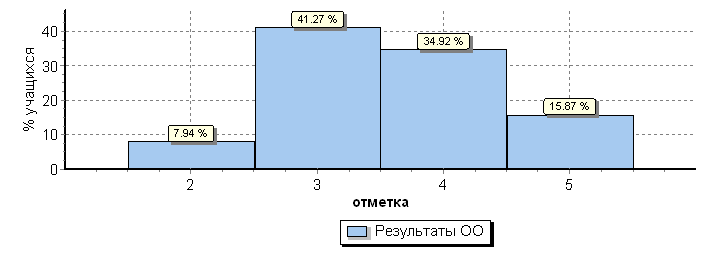 % учащихся
40
30
20
10
0
41.27 %
34.92 %
15.87 %
7.94 %
2 3 4 5
отметка
Результаты ОО